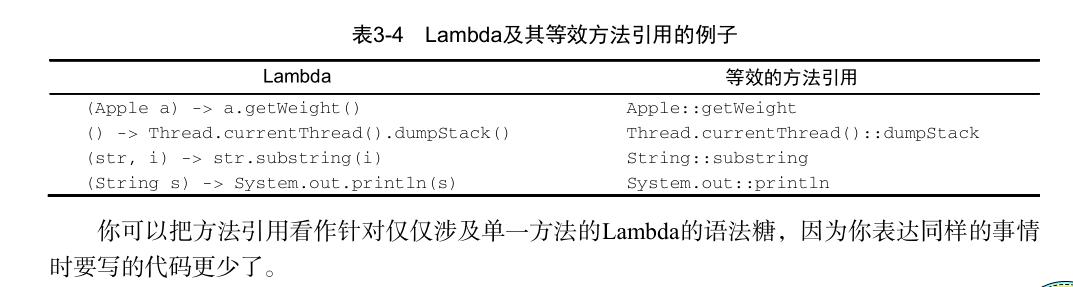 表3-4 Lambda及其等效方法引用的例子
Lambda 等效的方法引用
(Apple a) -> a.getWeight() Apple::getWeight
() -> Thread.currentThread().dumpStack() Thread.currentThread()::dumpStack
(str, i) -> str.substring(i) String::substring
(String s) -> System.out.println(s) System.out::println
你可以把方法引用看作针对仅仅涉及单一方法的Lambda的语法糖，因为你表达同样的事情
时要写的代码更少了。